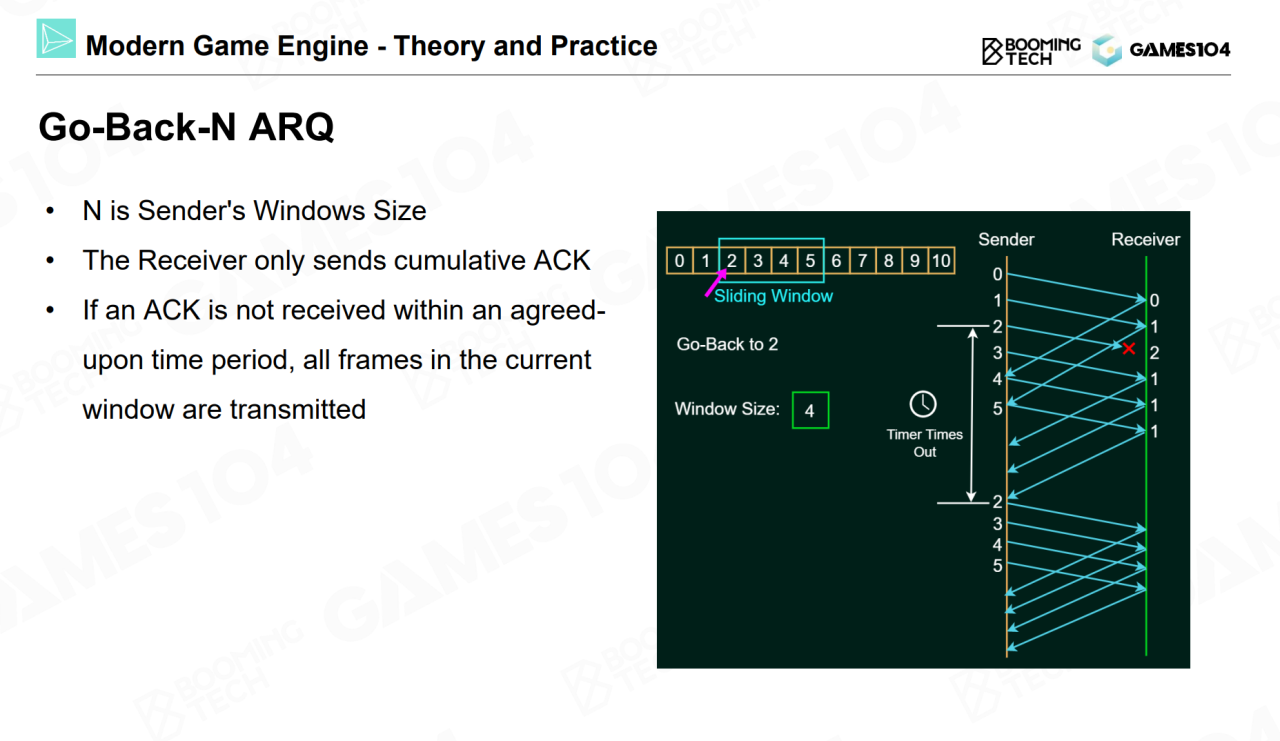 Modern Game Engine - Theory and Practice
BOOMING
TECH
GAMES104
Go-Back-N ARQ
• N is Sender's Windows Size
• The Receiver only sends cumulative ACK
• If an ACK is not received within an agreed-
upon time period, all frames in the current
window are transmitted
0 1 2 3 4 5 6 7 8 9 10
Sliding Window
Go-Back to 2
Window Size: 4
Timer Times
Out
Sender Receiver
0
0
1
1
2
2
3
4
1
5
1
1
2
3
4
5